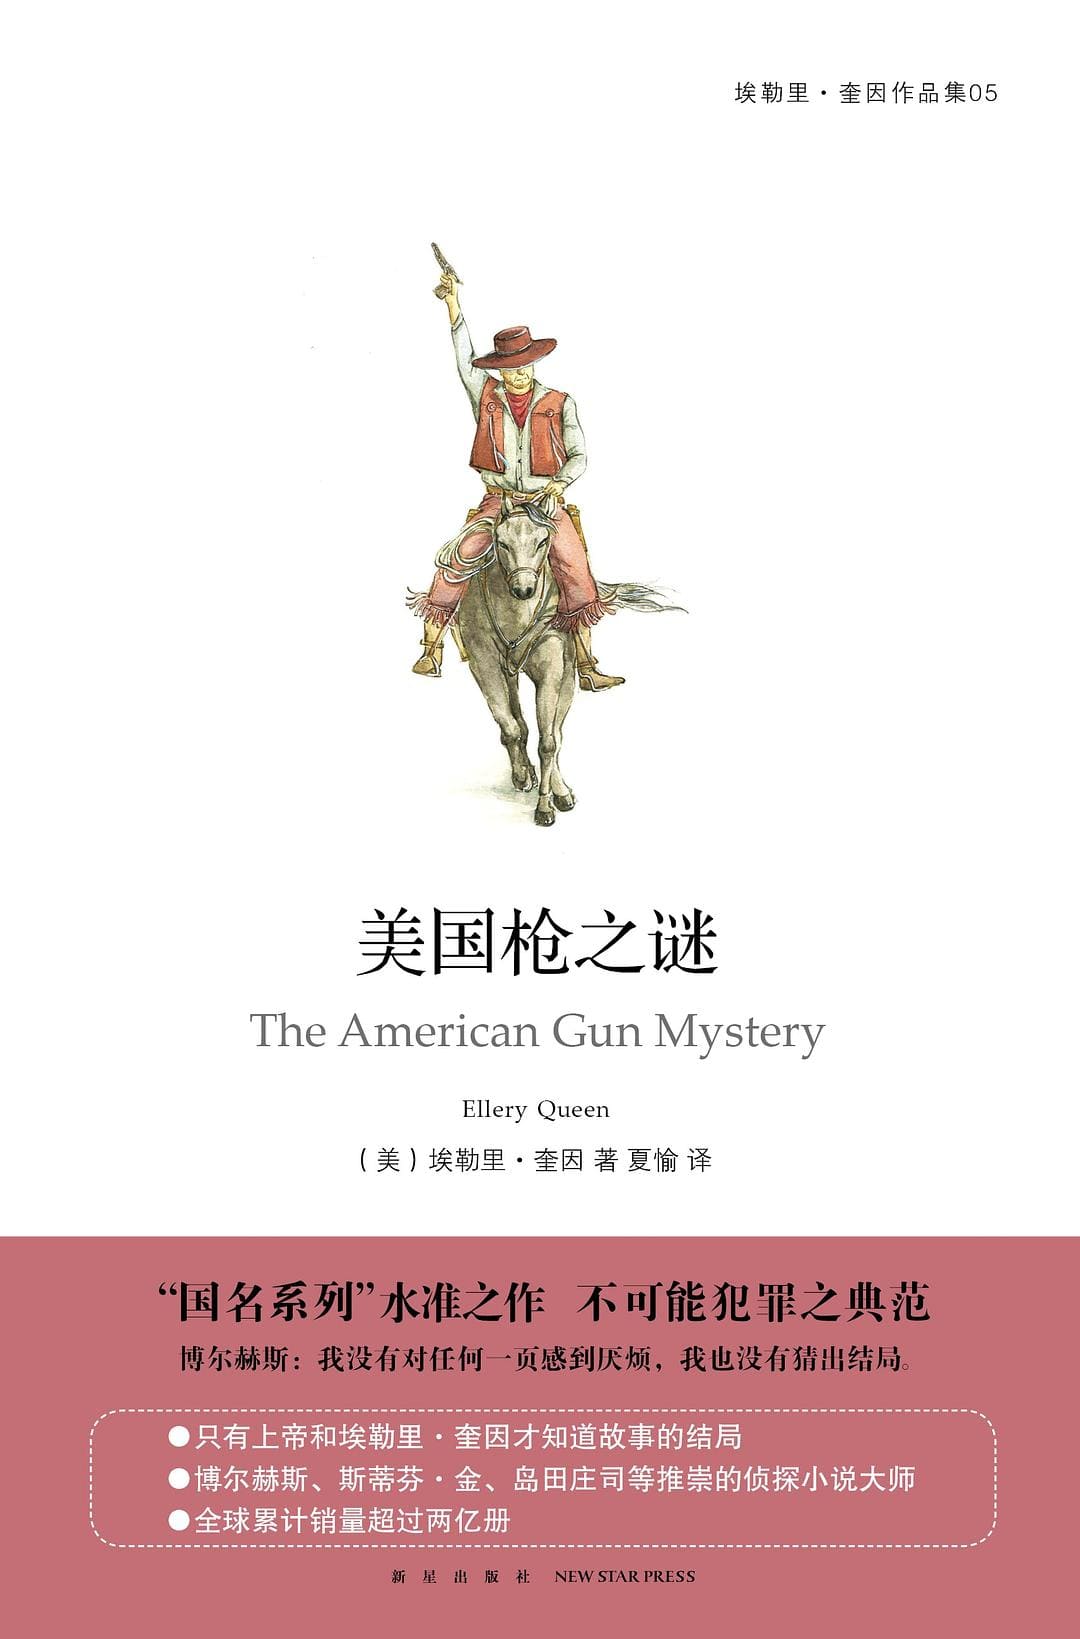 埃勒里·奎因作品集05
美国枪之谜
The American Gun Mystery
Ellery Queen
（美）埃勒里·奎因 著 夏愉 译
“国名系列”水准之作 不可能犯罪之典范
博尔赫斯：我没有对任何一页感到厌烦，我也没有猜出结局。
●只有上帝和埃勒里·奎因才知道故事的结局
●博尔赫斯、斯蒂芬·金、岛田庄司等推崇的侦探小说大师
●全球累计销量超过两亿册
新星出版社 NEW STAR PRESS